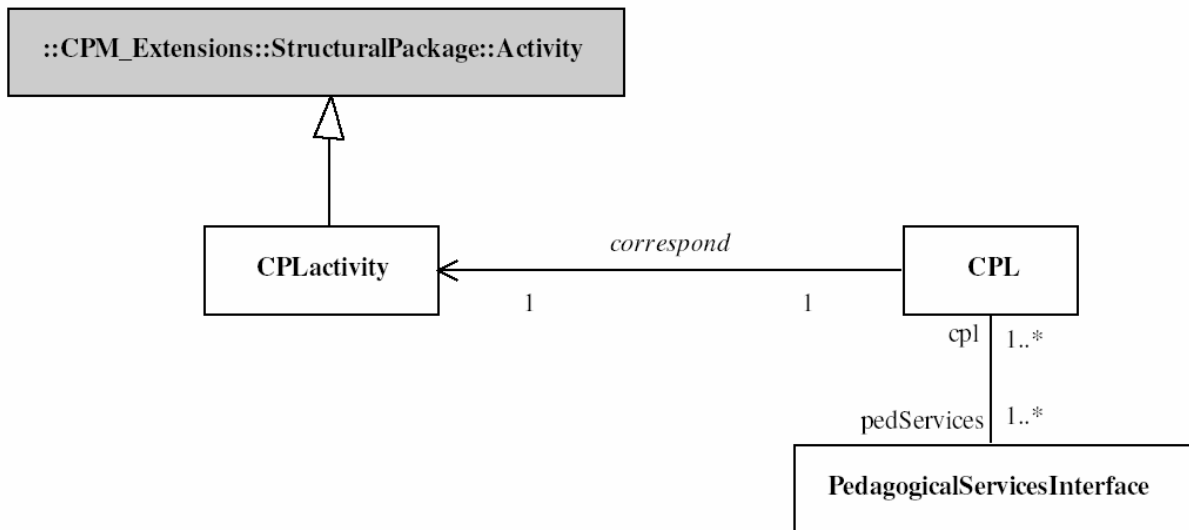 ::CPM_Extensions::StructuralPackage::Activity
correspond
CPLactivity
CPL
1
1
cpl
1..*
pedServices
1..*
PedagogicalServicesInterface